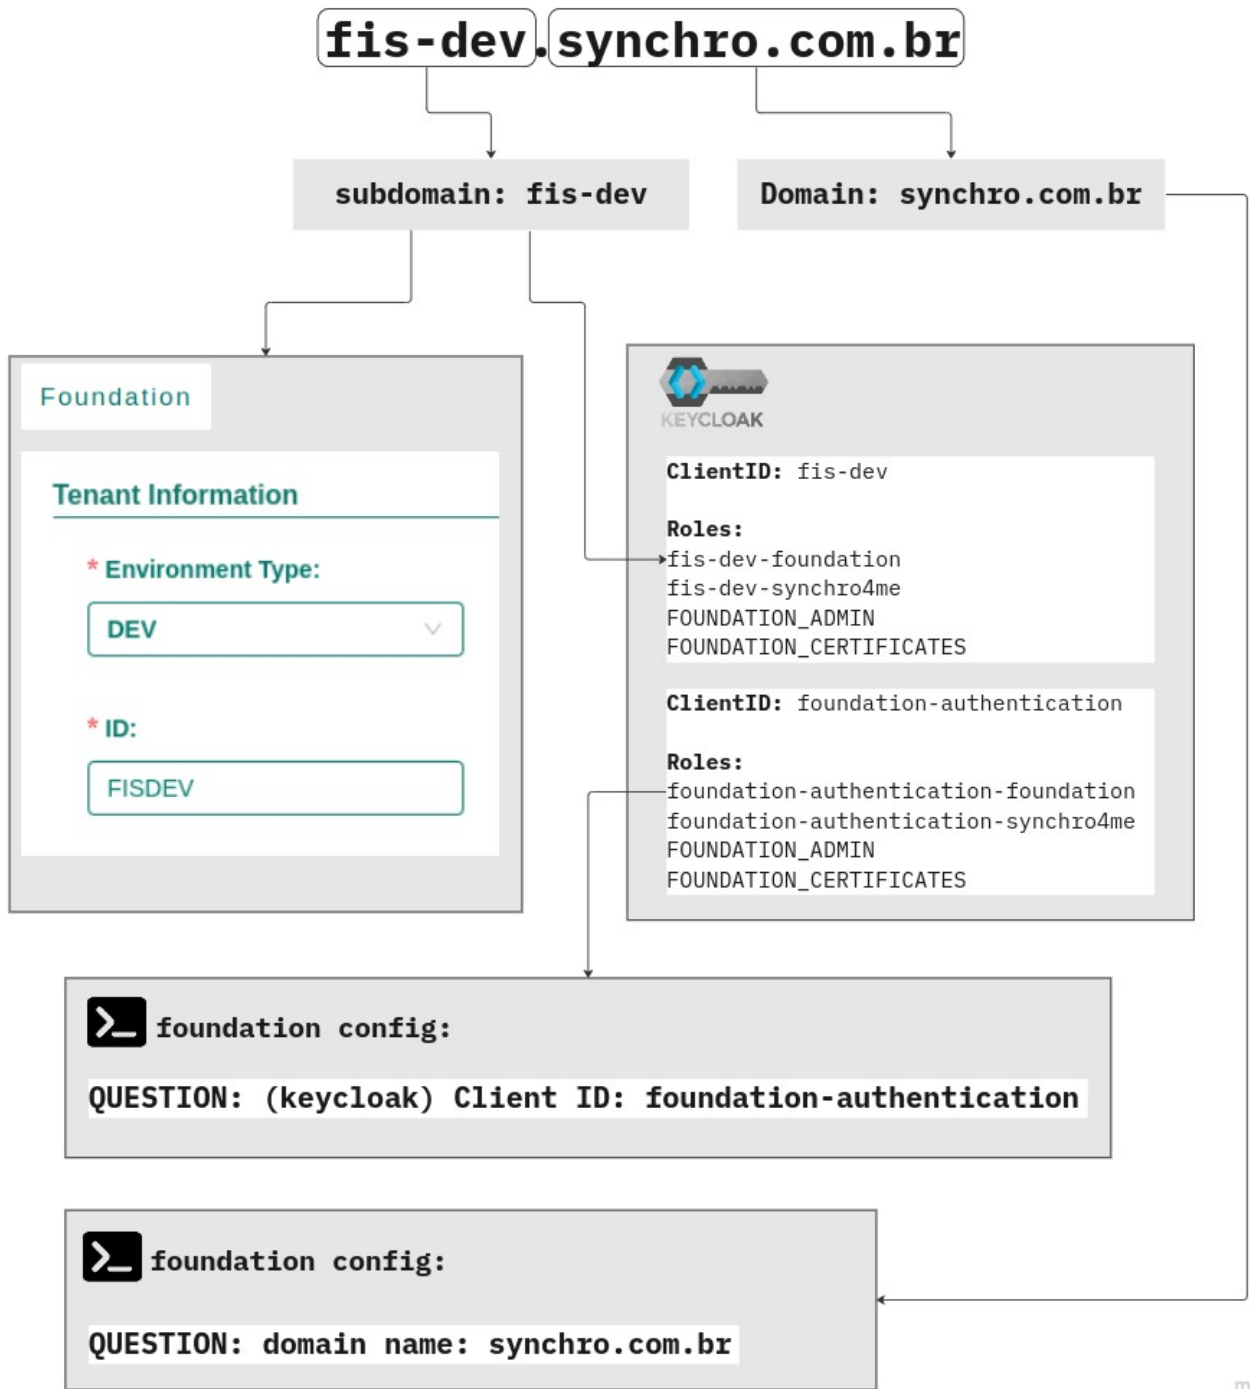 fis-dev.synchro.com.br
subdomain: fis-dev
Domain: synchro.com.br
Foundation
Tenant Information
* Environment Type:
DEV
* ID:
FISDEV
KEYCLOAK
ClientID: fis-dev
Roles:
fis-dev-foundation
fis-dev-synchro4me
FOUNDATION_ADMIN
FOUNDATION_CERTIFICATES
ClientID: foundation-authentication
Roles:
foundation-authentication-foundation
foundation-authentication-synchro4me
FOUNDATION_ADMIN
FOUNDATION_CERTIFICATES
>_ foundation config:
QUESTION: (keycloak) Client ID: foundation-authentication
>_ foundation config:
QUESTION: domain name: synchro.com.br